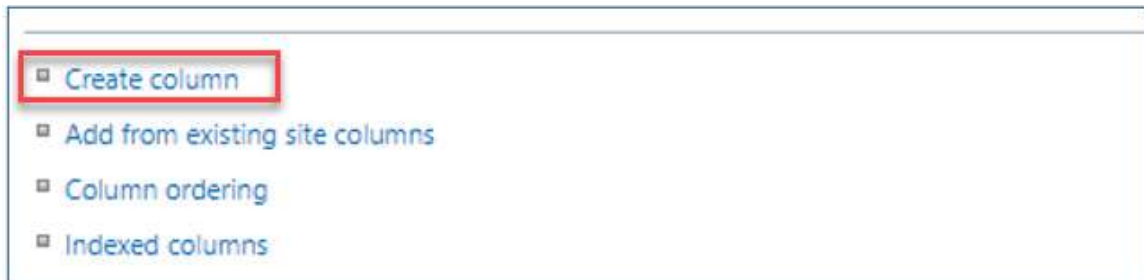 Create column
Add from existing site columns
Column ordering
Indexed columns